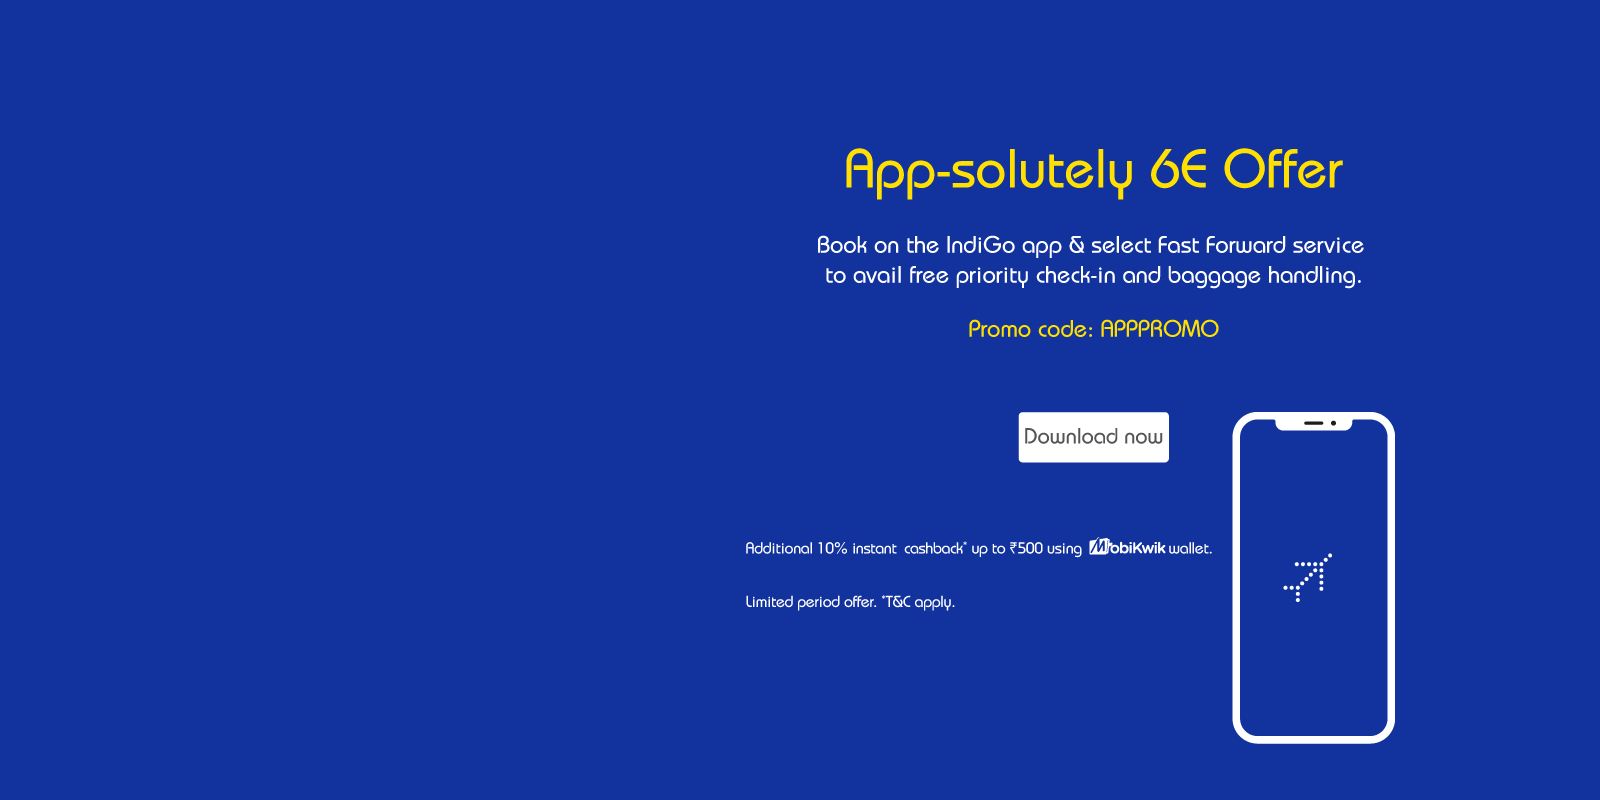 App-solutely 6E Offer
Book on the IndiGo app & select Fast Forward service
to avail free priority check-in and baggage handling.
Promo code: APPPROMO
Download now
Additional 10% instant cashback* up to ₹500 using MobiKwik wallet.
Limited period offer. *T&C apply.